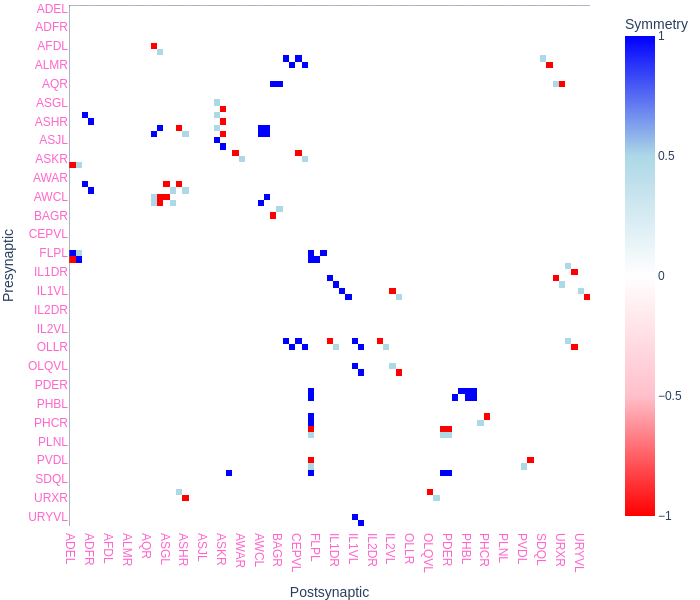 Symmetry
1
0.5
0
−0.5
−1
Presynaptic
ADEL
ADFR
AFDL
ALMR
AQR
ASGL
ASHR
ASJL
ASKR
AWAR
AWCL
BAGR
CEPVL
FLPL
IL1DR
IL1VL
IL2DR
IL2VL
OLLR
OLQVL
PDER
PHBL
PHCR
PLNL
PVDL
SDQL
URXR
URYVL
ADEL
ADFR
AFDL
ALMR
AQR
ASGL
ASHR
ASJL
ASKR
AWAR
AWCL
BAGR
CEPVL
FLPL
IL1DR
IL1VL
IL2DR
IL2VL
OLLR
OLQVL
PDER
PHBL
PHCR
PLNL
PVDL
SDQL
URXR
URYVL
Postsynaptic